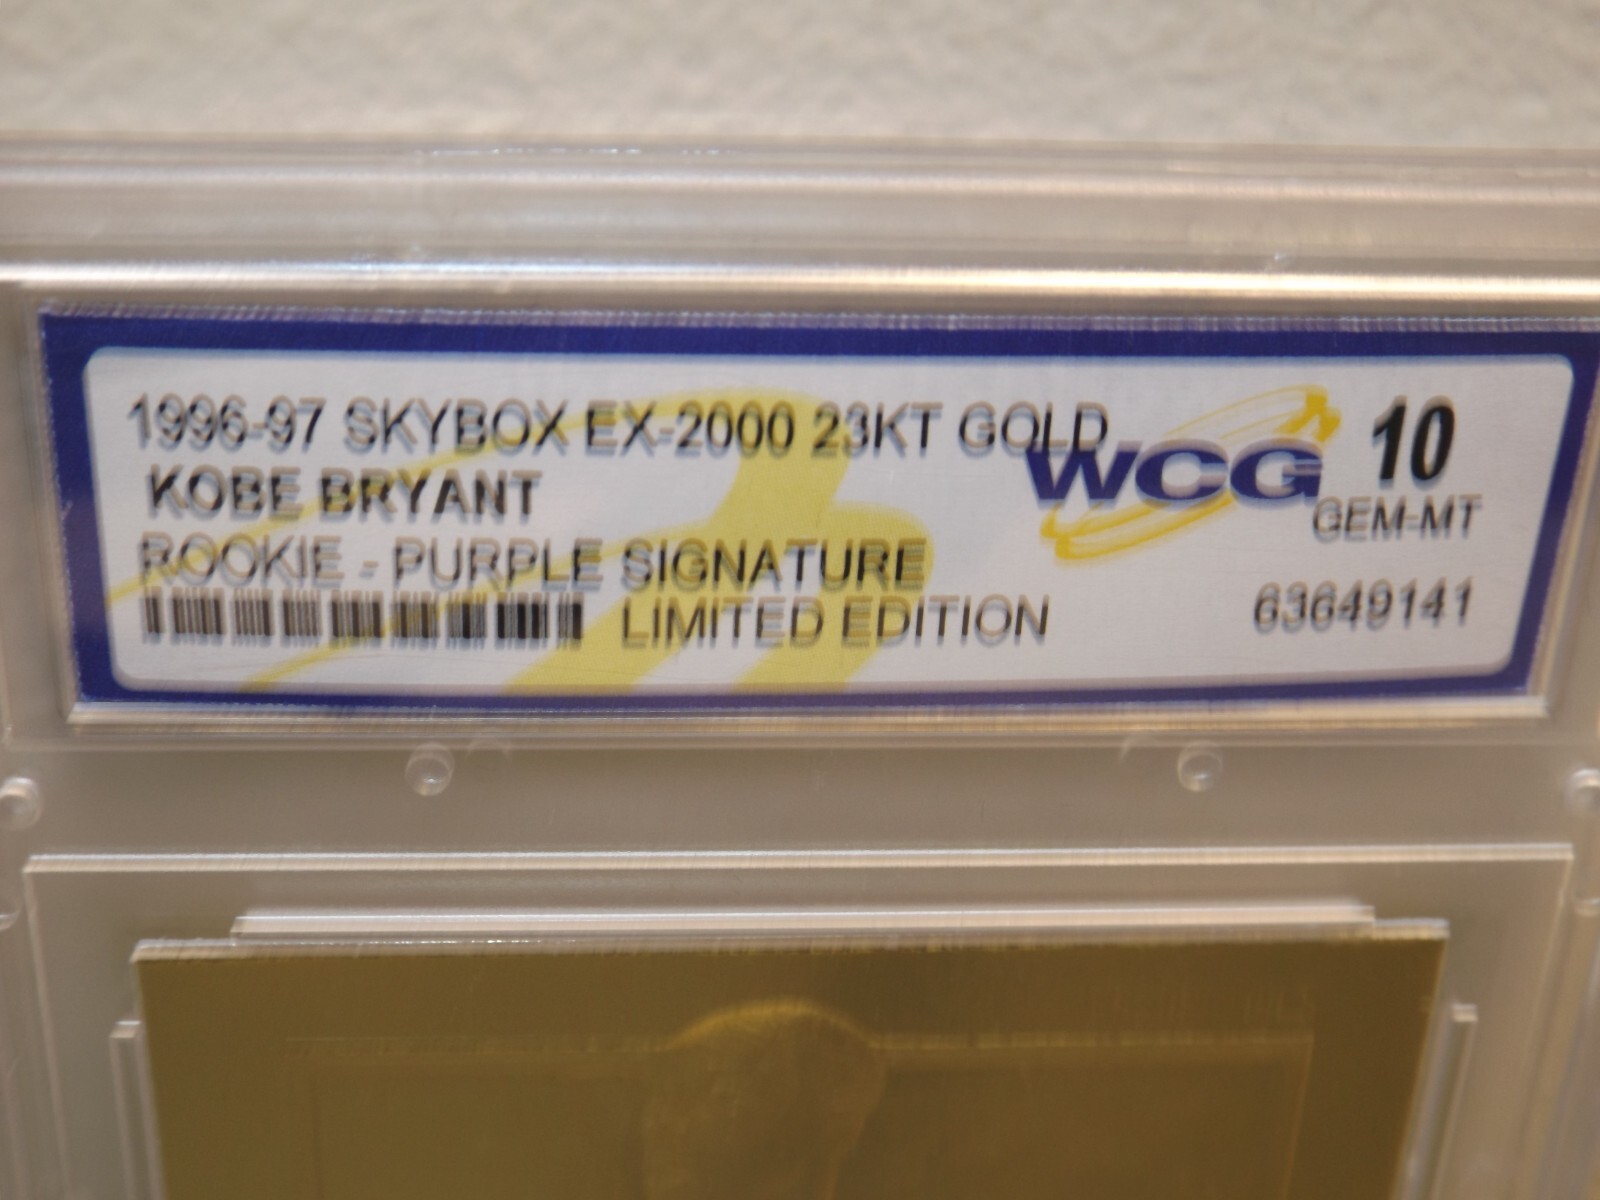 1996-97 SKYBOX EX-2000 23KT GOLD
KOBE BRYANT
ROOKIE - PURPLE SIGNATURE
LIMITED EDITION
WCG
10
GEM-MT
63649141